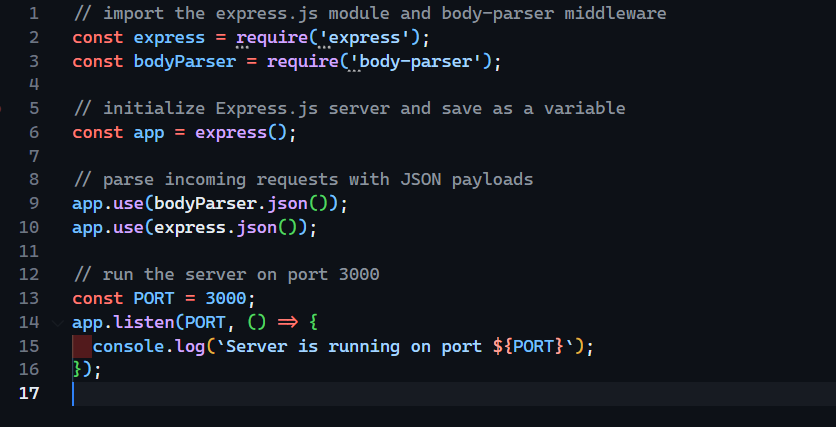 1 // import the express.js module and body-parser middleware
2 const express = require('express');
3 const bodyParser = require('body-parser');
4
5 // initialize Express.js server and save as a variable
6 const app = express();
7
8 // parse incoming requests with JSON payloads
9 app.use(bodyParser.json());
10 app.use(express.json());
11
12 // run the server on port 3000
13 const PORT = 3000;
14 app.listen(PORT, () => {
15   console.log(`Server is running on port ${PORT}`);
16 });
17